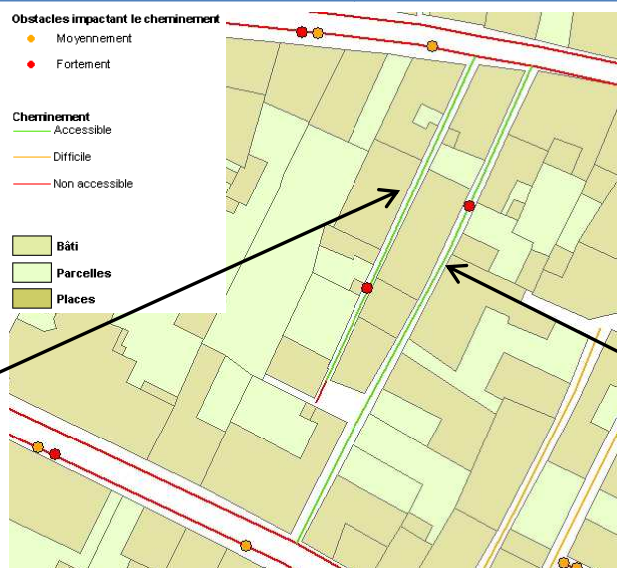 Obstacles impactant le cheminement
Moyennement
Fortement
Cheminement
Accessible
Difficile
Non accessible
Bâti
Parcelles
Places